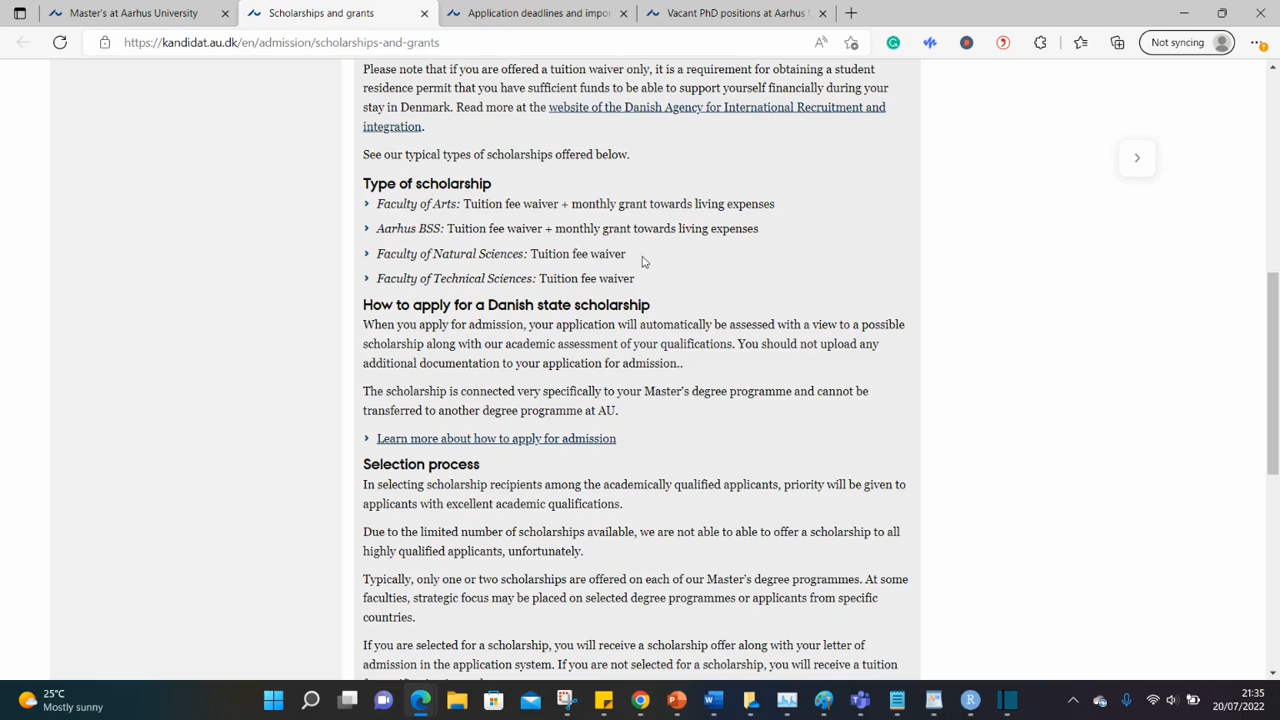 Master's at Aarhus University
Scholarships and grants
Application deadlines and impor
Vacant PhD positions at Aarhus
https://kandidat.au.dk/en/admission/scholarships-and-grants
Not syncing
Please note that if you are offered a tuition waiver only, it is a requirement for obtaining a student
residence permit that you have sufficient funds to be able to support yourself financially during your
stay in Denmark. Read more at the website of the Danish Agency for International Recruitment and
integration.
See our typical types of scholarships offered below.
Type of scholarship
Faculty of Arts: Tuition fee waiver + monthly grant towards living expenses
Aarhus BSS: Tuition fee waiver + monthly grant towards living expenses
Faculty of Natural Sciences: Tuition fee waiver
Faculty of Technical Sciences: Tuition fee waiver
How to apply for a Danish state scholarship
When you apply for admission, your application will automatically be assessed with a view to a possible
scholarship along with our academic assessment of your qualifications. You should not upload any
additional documentation to your application for admission..
The scholarship is connected very specifically to your Master's degree programme and cannot be
transferred to another degree programme at AU.
Learn more about how to apply for admission
Selection process
In selecting scholarship recipients among the academically qualified applicants, priority will be given to
applicants with excellent academic qualifications.
Due to the limited number of scholarships available, we are not able to able to offer a scholarship to all
highly qualified applicants, unfortunately.
Typically, only one or two scholarships are offered on each of our Master's degree programmes. At some
faculties, strategic focus may be placed on selected degree programmes or applicants from specific
countries.
If you are selected for a scholarship, you will receive a scholarship offer along with your letter of
admission in the application system. If you are not selected for a scholarship, you will receive a tuition
25°C
Mostly sunny
21:35
20/07/2022